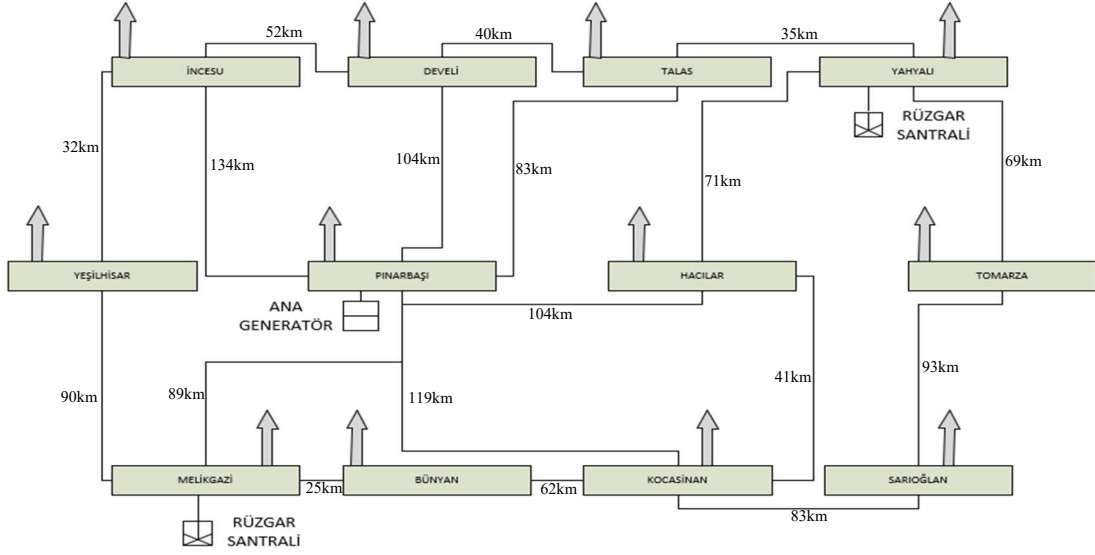 52km
40km
35km
İNCESU
DEVELİ
TALAS
YAHYALI
RÜZGAR
SANTRALİ
32km
134km
104km
83km
71km
69km
YEŞİLHİSAR
PINARBAŞI
HACILAR
TOMARZA
ANA
GENERATÖR
104km
90km
89km
119km
41km
93km
MELİKGAZİ
BÜNYAN
KOCASİNAN
SARIOĞLAN
25km
62km
83km
RÜZGAR
SANTRALİ